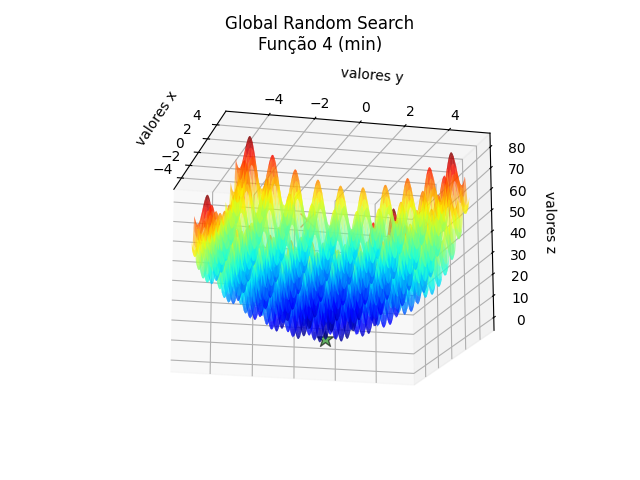 Global Random Search
Função 4 (min)
valores y
valores x
−4 −2 0 2 4
4
2
0
−2
−4
80
70
60
50
40
30
20
10
0
valores z